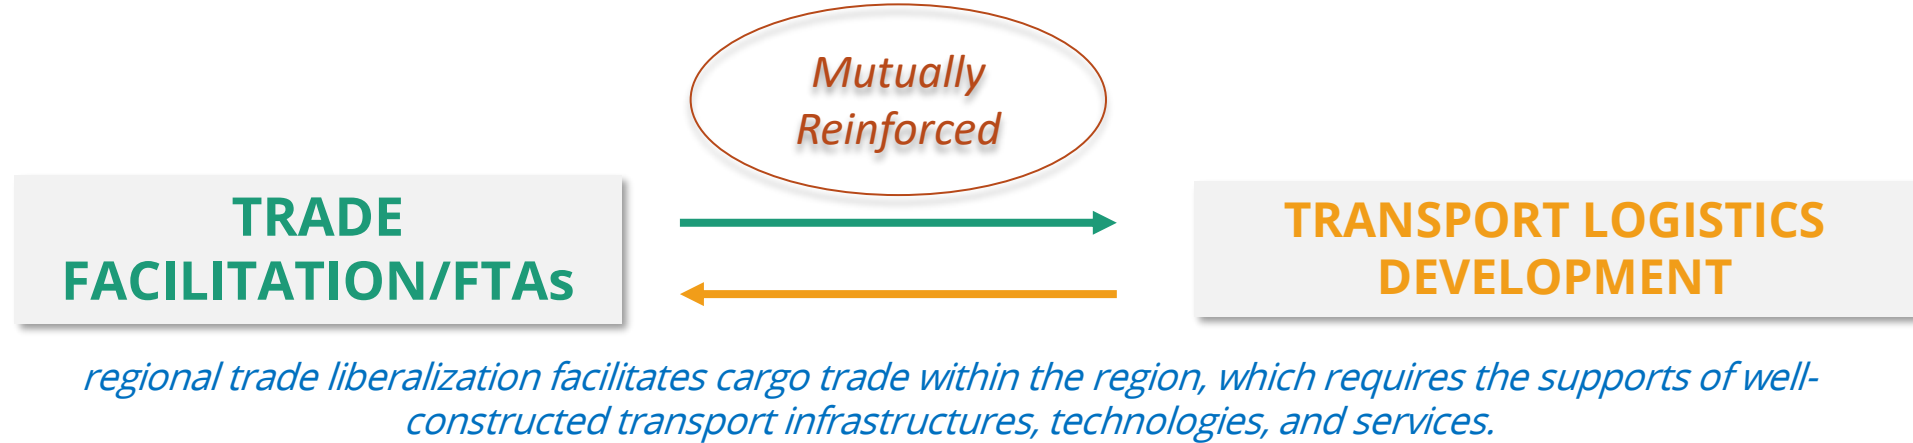 Mutually
Reinforced
TRADE
FACILITATION/FTAs
TRANSPORT LOGISTICS
DEVELOPMENT
regional trade liberalization facilitates cargo trade within the region, which requires the supports of well-
constructed transport infrastructures, technologies, and services.